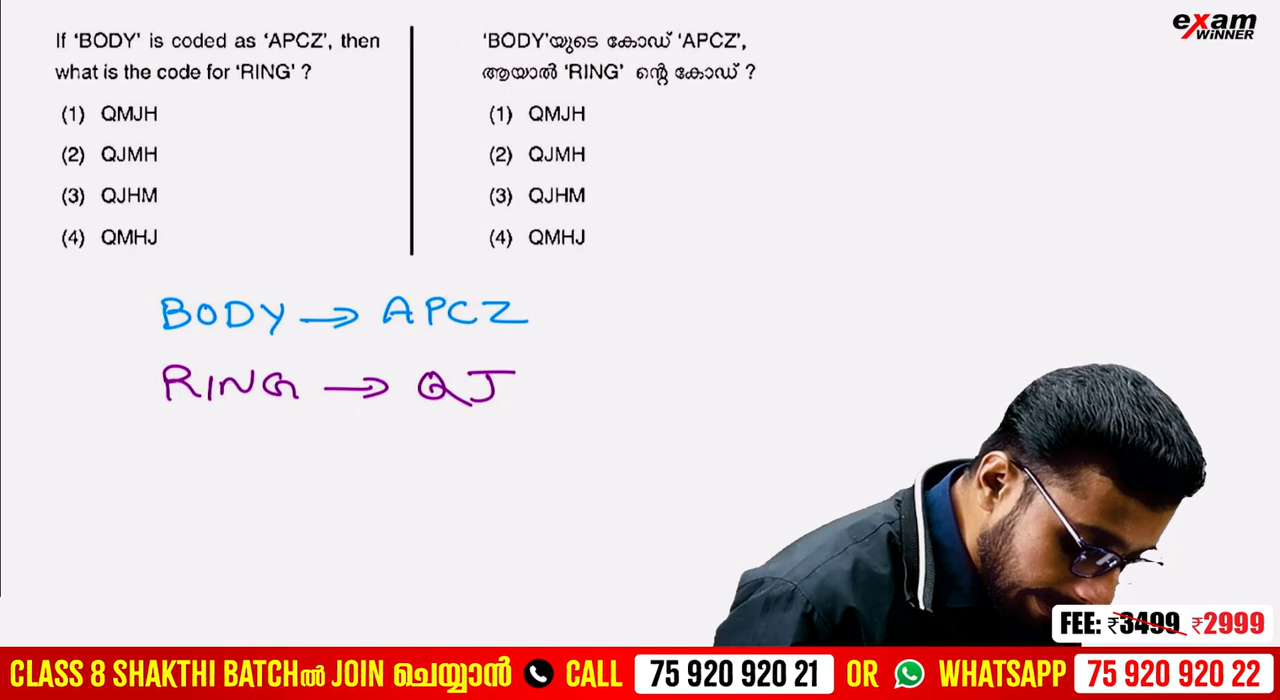 exam
WINNER
If 'BODY' is coded as 'APCZ', then
what is the code for 'RING' ?
(1) QMJH
(2) QJMH
(3) QJHM
(4) QMHJ
'BODY'യുടെ കോഡ് 'APCZ',
ആയാൽ 'RING' ന്റെ കോഡ് ?
(1) QMJH
(2) QJMH
(3) QJHM
(4) QMHJ
BODY → APCZ
RING → QJ
FEE: ₹3499 ₹2999
CLASS 8 SHAKTHI BATCHൽ JOIN ചെയ്യാൻ CALL 75 920 920 21 OR WHATSAPP 75 920 920 22